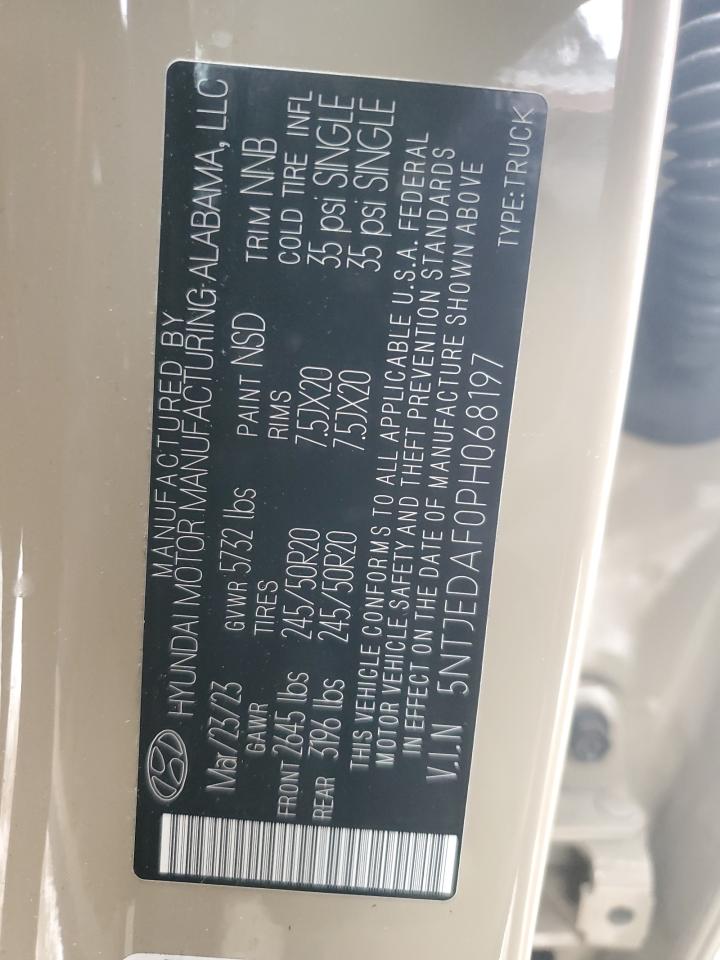 MANUFACTURED BY
HYUNDAI MOTOR MANUFACTURING ALABAMA, LLC
Mar/23/23 GVWR 5732 lbs PAINT NSD TRIM NNB
GAWR TIRES RIMS COLD TIRE INFL
FRONT 2645 lbs 245/50R20 7.5JX20 35 psi SINGLE
REAR 3196 lbs 245/50R20 7.5JX20 35 psi SINGLE
THIS VEHICLE CONFORMS TO ALL APPLICABLE U.S.A. FEDERAL
MOTOR VEHICLE SAFETY AND THEFT PREVENTION STANDARDS
IN EFFECT ON THE DATE OF MANUFACTURE SHOWN ABOVE
V.I.N 5NTJEDAF0PH068197 TYPE:TRUCK